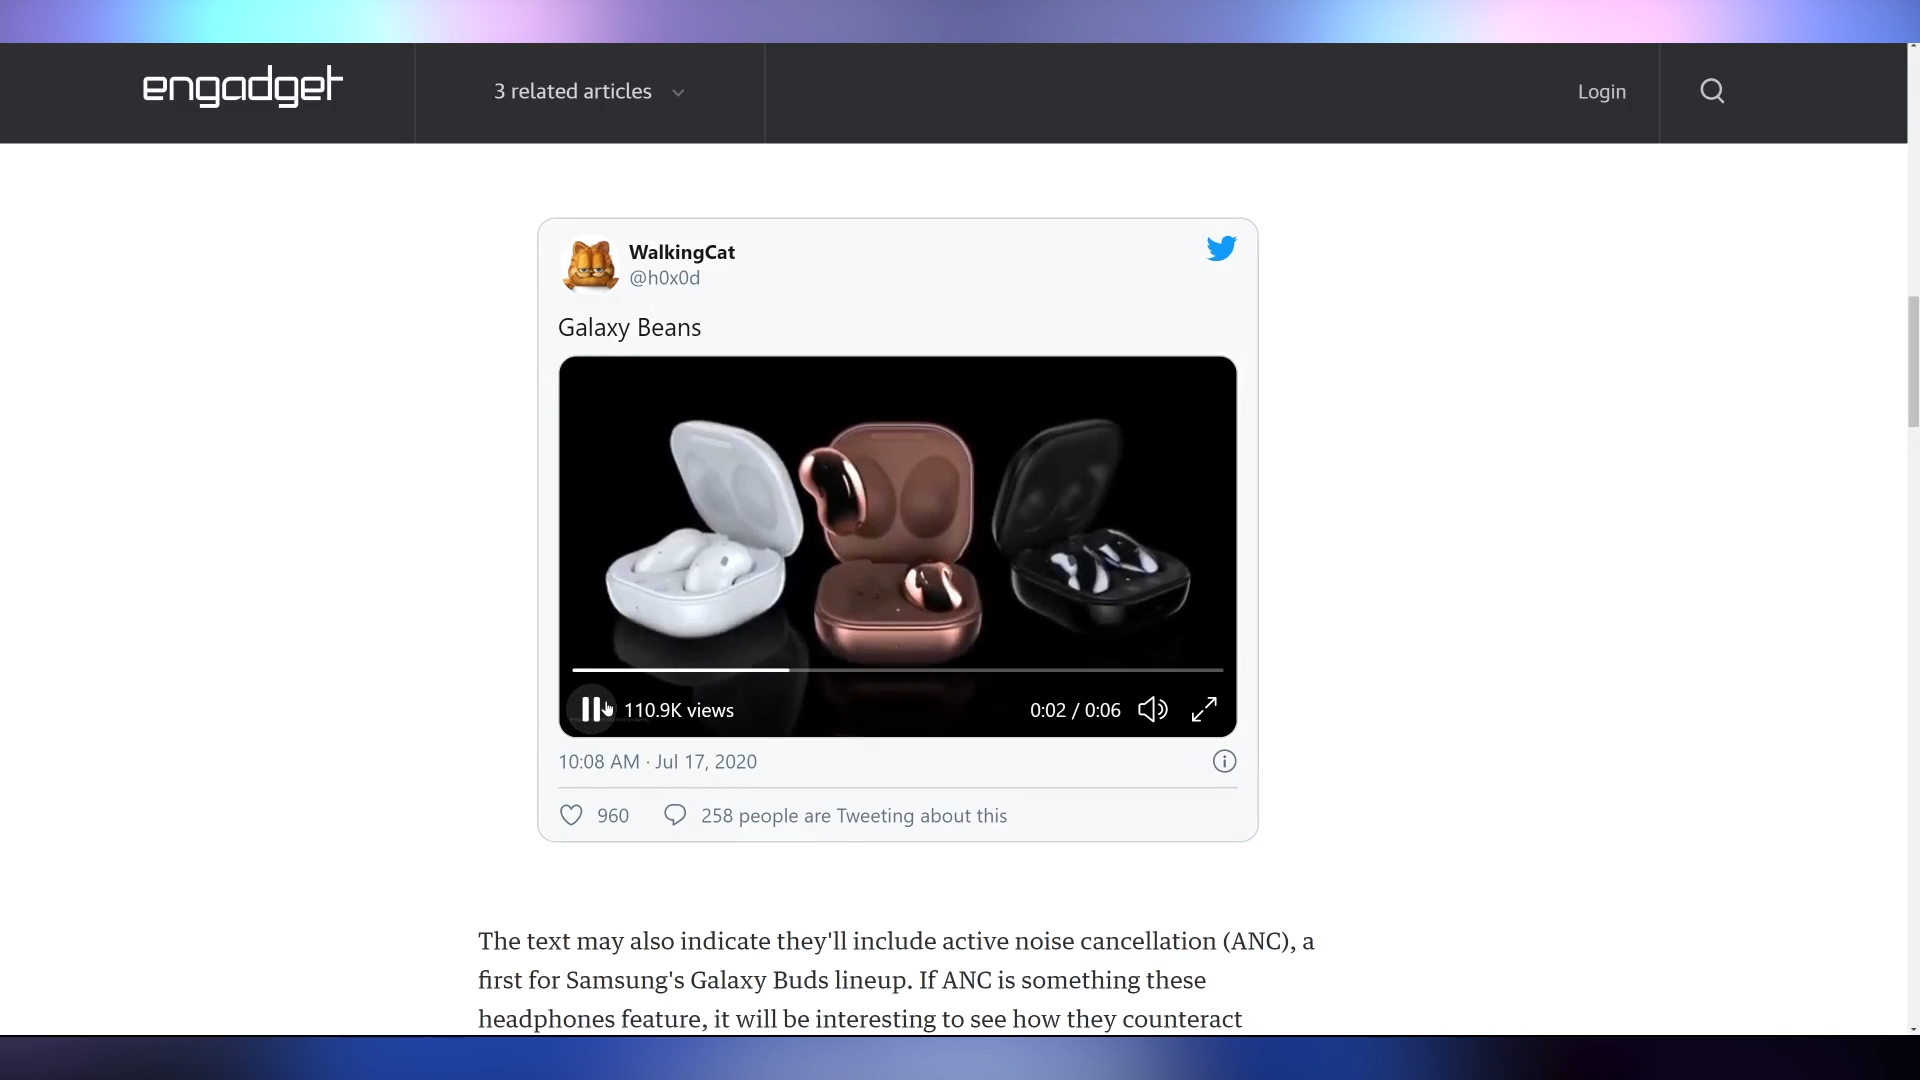 engadget
3 related articles
Login
WalkingCat
@h0x0d
Galaxy Beans
110.9K views
0:02 / 0:06
10:08 AM · Jul 17, 2020
960
258 people are Tweeting about this
The text may also indicate they'll include active noise cancellation (ANC), a
first for Samsung's Galaxy Buds lineup. If ANC is something these
headphones feature, it will be interesting to see how they counteract